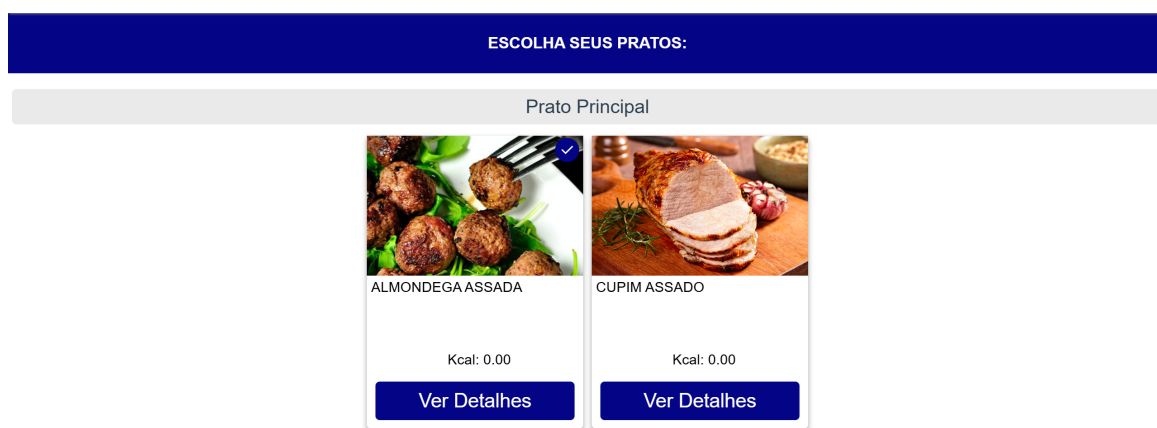 ESCOLHA SEUS PRATOS:
Prato Principal
ALMONDEGA ASSADA
CUPIM ASSADO
Kcal: 0.00
Kcal: 0.00
Ver Detalhes
Ver Detalhes